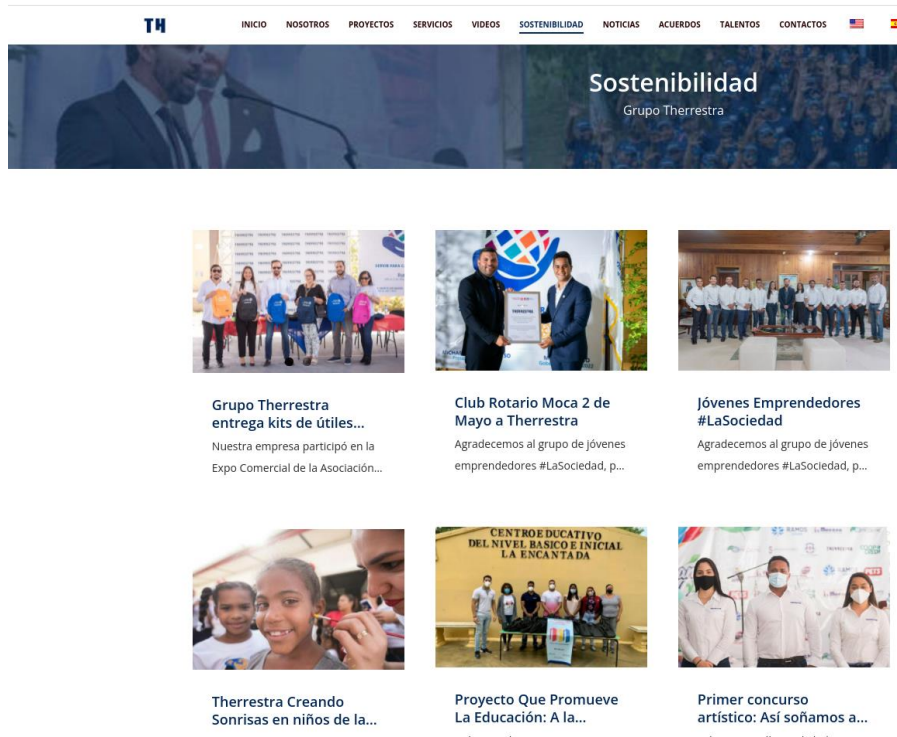 TH
INICIO NOSOTROS PROYECTOS SERVICIOS VIDEOS SOSTENIBILIDAD NOTICIAS ACUERDOS TALENTOS CONTACTOS
Sostenibilidad
Grupo Therrestra
THERRESTRA
CENTRO EDUCATIVO
DEL NIVEL BASICO E INICIAL
LA ENCANTADA
Grupo Therrestra
entrega kits de útiles...
Nuestra empresa participó en la
Expo Comercial de la Asociación...
Club Rotario Moca 2 de
Mayo a Therrestra
Agradecemos al grupo de jóvenes
emprendedores #LaSociedad, p...
Jóvenes Emprendedores
#LaSociedad
Agradecemos al grupo de jóvenes
emprendedores #LaSociedad, p...
Therrestra Creando
Sonrisas en niños de la...
Proyecto Que Promueve
La Educación: A la...
Primer concurso
artístico: Así soñamos a...